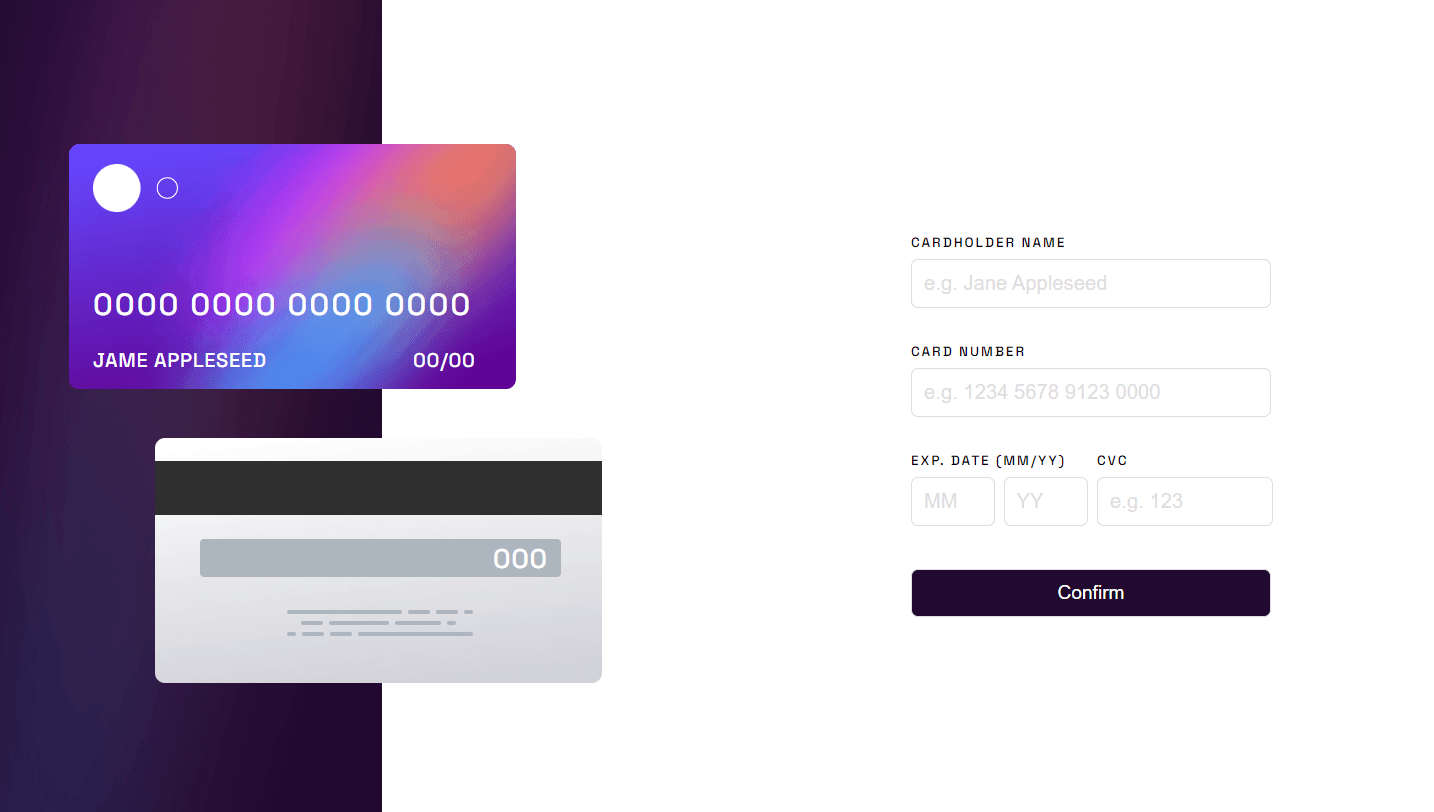 0000 0000 0000 0000
JAME APPLESEED 00/00
000
CARDHOLDER NAME
e.g. Jane Appleseed
CARD NUMBER
e.g. 1234 5678 9123 0000
EXP. DATE (MM/YY) CVC
MM YY e.g. 123
Confirm